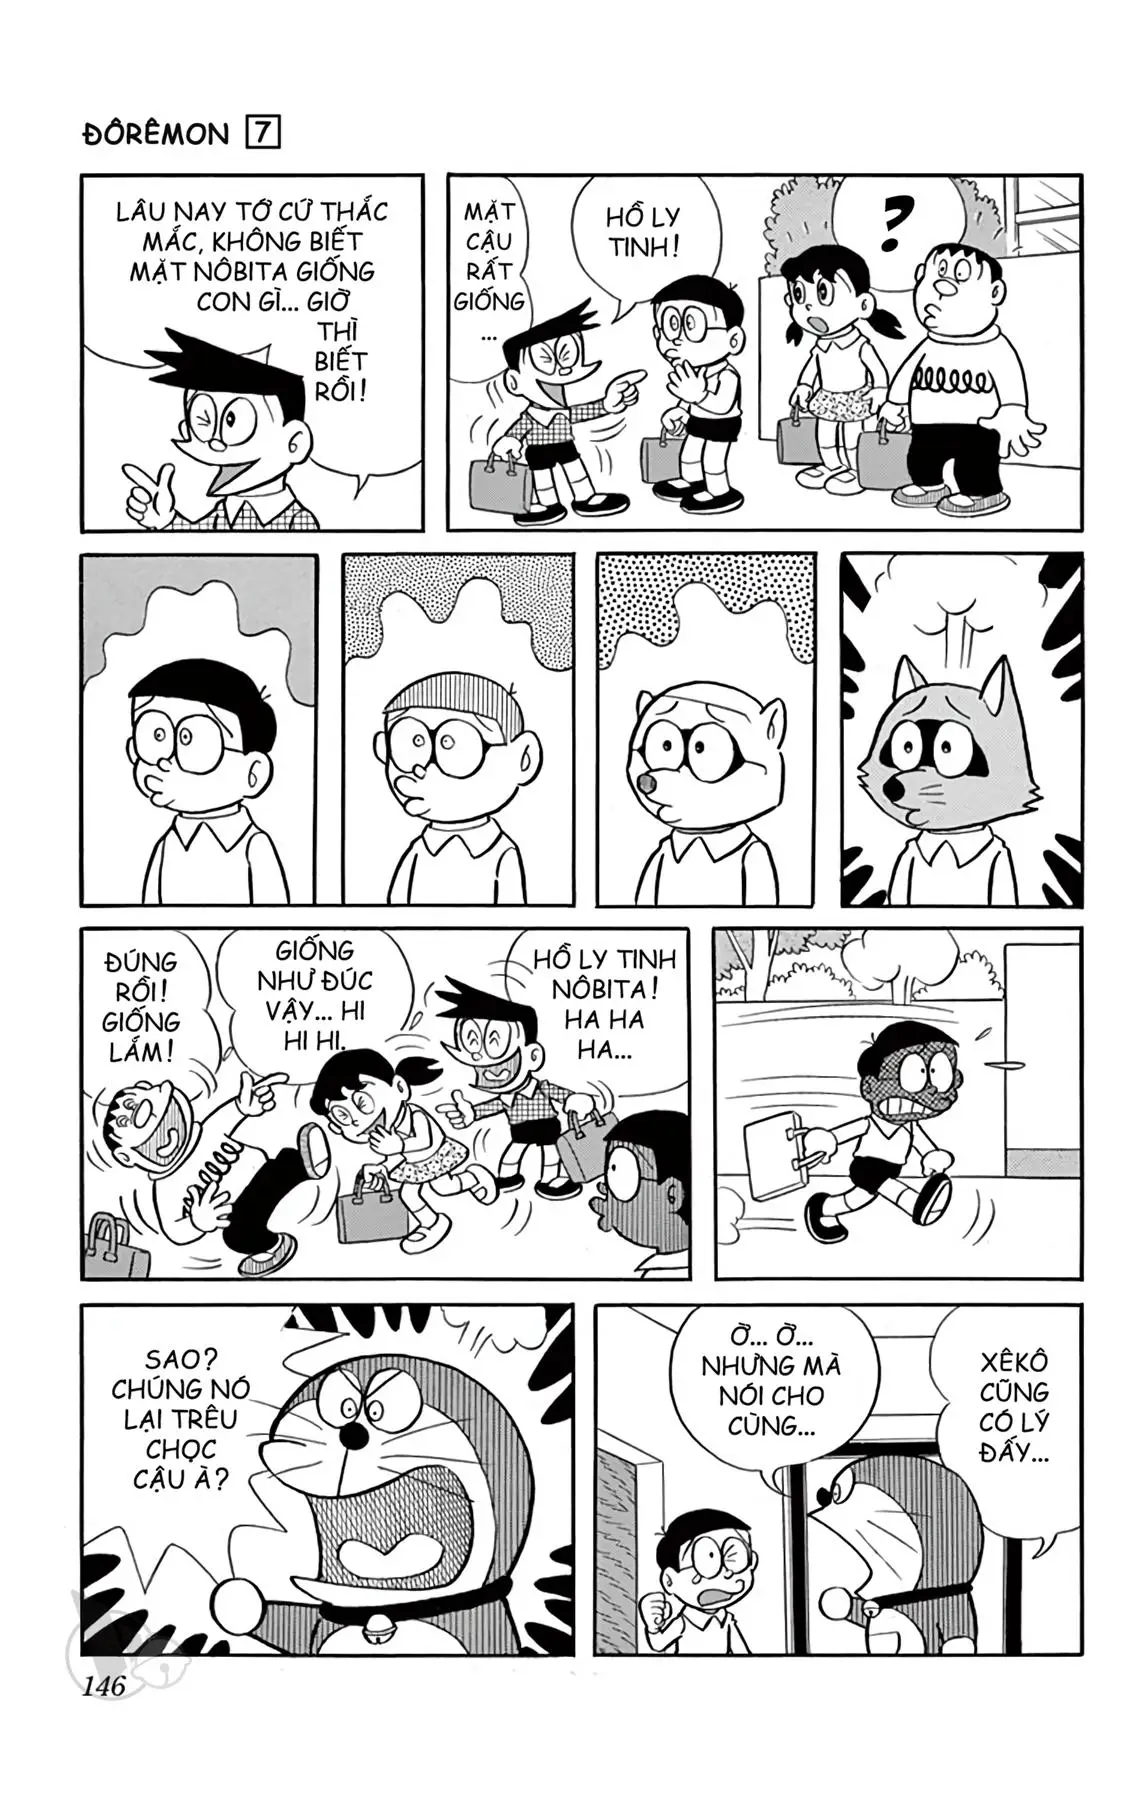 ĐÔRÊMON 7
LÂU NAY TỚ CỨ THẮC
MẮC, KHÔNG BIẾT
MẶT NÔBITA GIỐNG
CON GÌ... GIỜ
THÌ
BIẾT
RỒI!
MẶT
CẬU
RẤT
GIỐNG
...
HỒ LY
TINH!
?
ĐÚNG
RỒI!
GIỐNG
LẮM!
GIỐNG
NHƯ ĐÚC
VẬY... HI
HI HI.
HỒ LY TINH
NÔBITA!
HA HA
HA...
SAO?
CHÚNG NÓ
LẠI TRÊU
CHỌC
CẬU À?
Ờ... Ờ...
NHƯNG MÀ
NÓI CHO
CÙNG...
XÊKÔ
CŨNG
CÓ LÝ
ĐẤY...
146